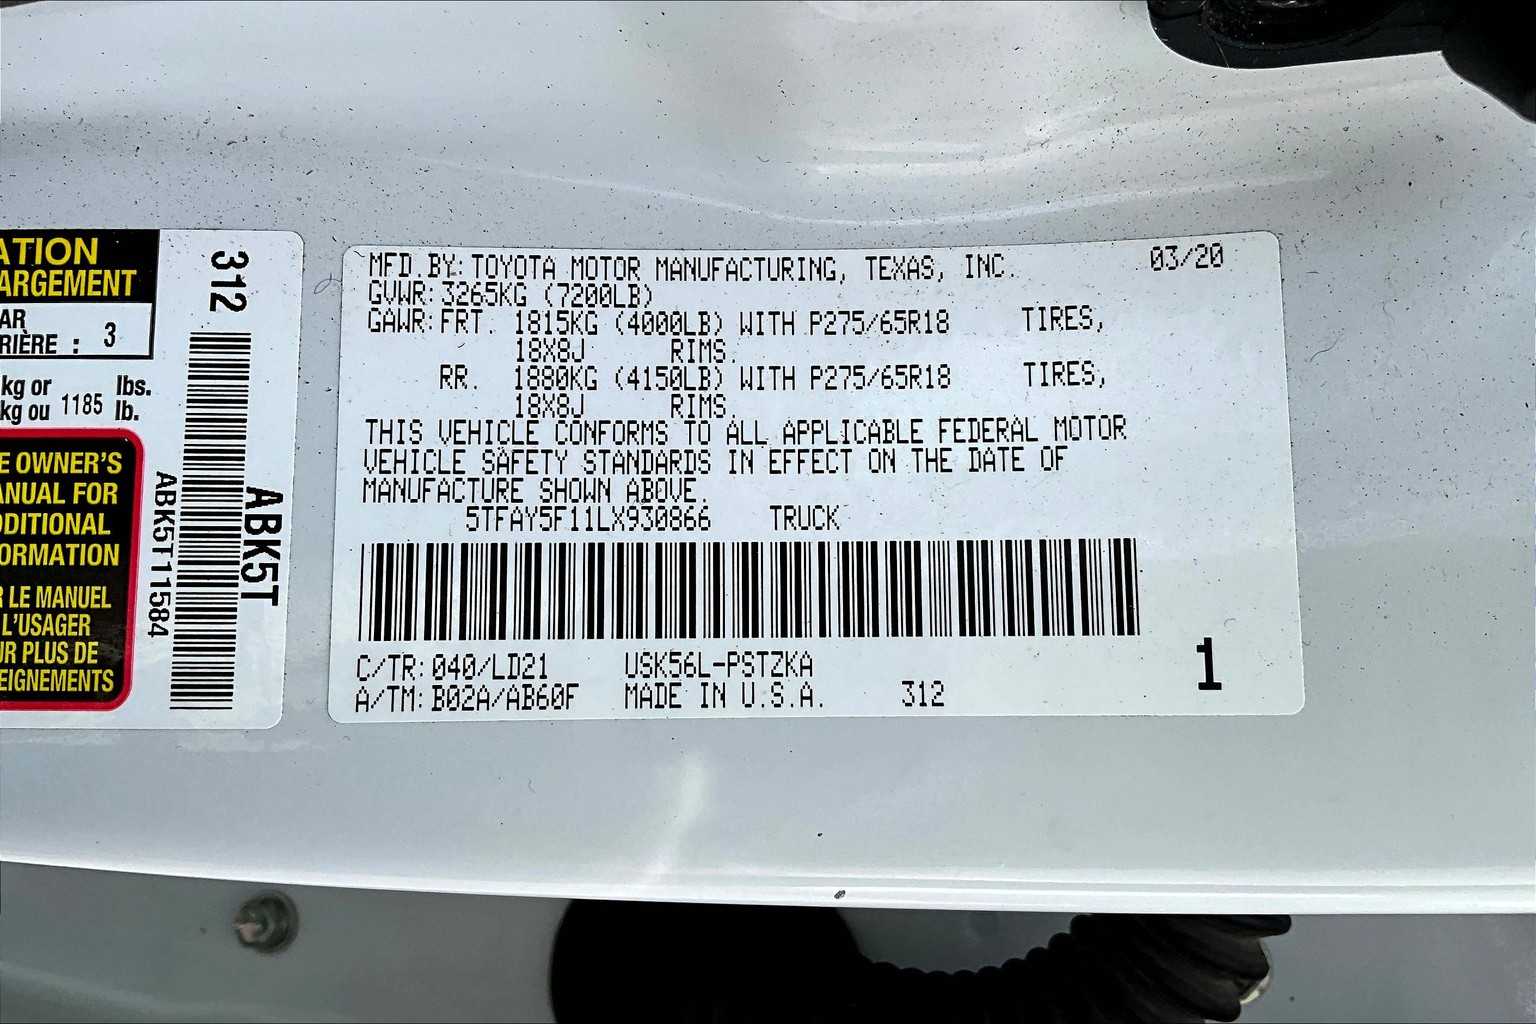 ATION
ARGEMENT
AR
RIÈRE : 3
kg or lbs.
kg ou 1185 lb.
E OWNER'S
ANUAL FOR
DDITIONAL
FORMATION
R LE MANUEL
L'USAGER
UR PLUS DE
EIGNEMENTS
312
ABK5T
ABK5T11584
MFD.BY: TOYOTA MOTOR MANUFACTURING, TEXAS, INC. 03/20
GVWR: 3265KG (7200LB)
GAWR: FRT. 1815KG (4000LB) WITH P275/65R18 TIRES,
18X8J RIMS.
RR. 1880KG (4150LB) WITH P275/65R18 TIRES,
18X8J RIMS.
THIS VEHICLE CONFORMS TO ALL APPLICABLE FEDERAL MOTOR
VEHICLE SAFETY STANDARDS IN EFFECT ON THE DATE OF
MANUFACTURE SHOWN ABOVE.
5TFAY5F11LX930866 TRUCK
C/TR: 040/LD21 USK56L-PSTZKA
A/TM: B02A/AB60F MADE IN U.S.A. 312
1